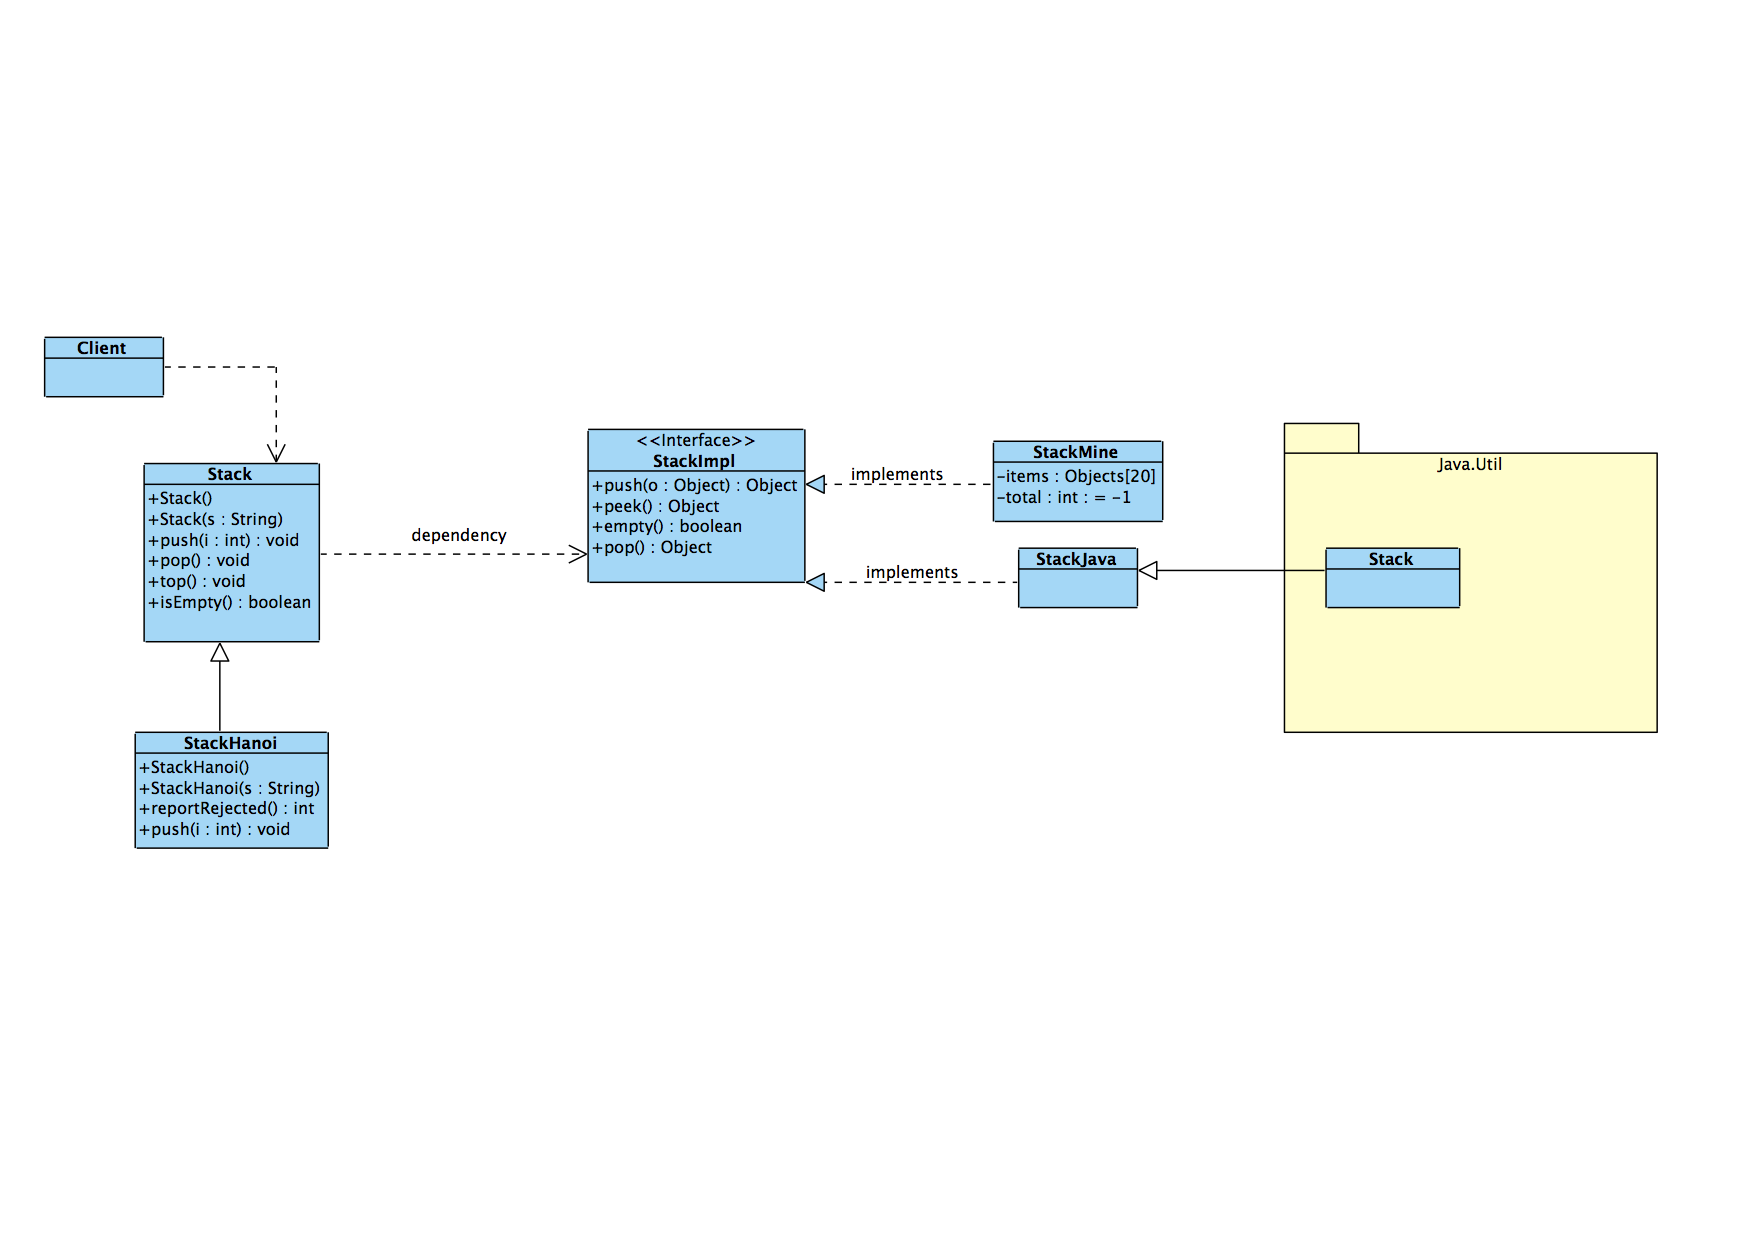 Client
Stack
+Stack()
+Stack(s : String)
+push(i : int) : void
+pop() : void
+top() : void
+isEmpty() : boolean
StackHanoi
+StackHanoi()
+StackHanoi(s : String)
+reportRejected() : int
+push(i : int) : void
dependency
<<Interface>>
StackImpl
+push(o : Object) : Object
+peek() : Object
+empty() : boolean
+pop() : Object
implements
implements
StackMine
-items : Objects[20]
-total : int : = -1
StackJava
Java.Util
Stack